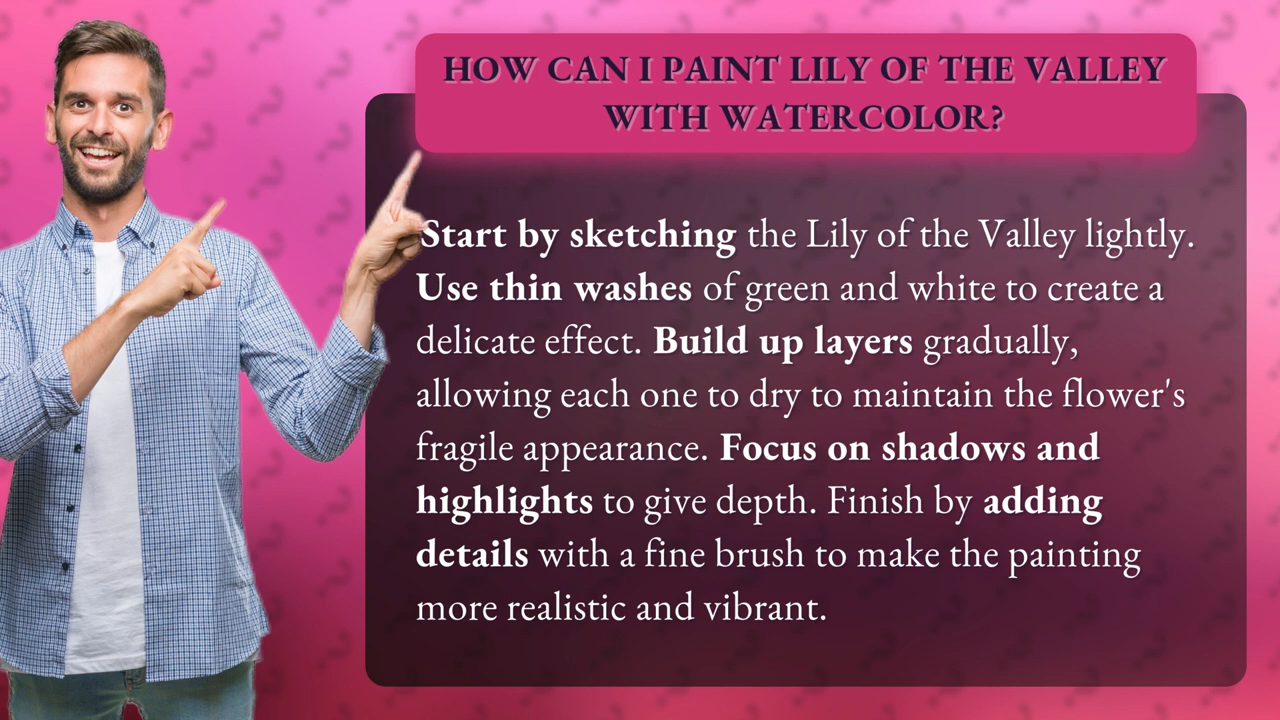 HOW CAN I PAINT LILY OF THE VALLEY
WITH WATERCOLOR?
Start by sketching the Lily of the Valley lightly.
Use thin washes of green and white to create a
delicate effect. Build up layers gradually,
allowing each one to dry to maintain the flower's
fragile appearance. Focus on shadows and
highlights to give depth. Finish by adding
details with a fine brush to make the painting
more realistic and vibrant.